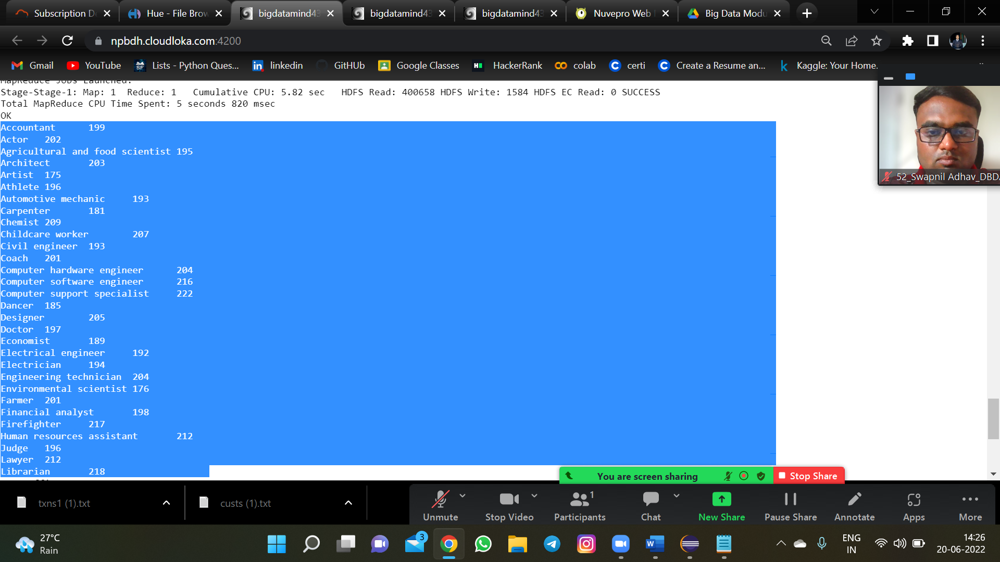 Subscription D
Hue - File Brow
bigdatamind43
bigdatamind43
bigdatamind43
Nuvepro Web
Big Data Modu
npbdh.cloudloka.com:4200
Gmail
YouTube
Lists - Python Ques...
linkedin
GitHUb
Google Classes
HackerRank
colab
certi
Create a Resume an...
Kaggle: Your Home.
MapReduce Jobs Launched:
Stage-Stage-1: Map: 1 Reduce: 1 Cumulative CPU: 5.82 sec HDFS Read: 400658 HDFS Write: 1584 HDFS EC Read: 0 SUCCESS
Total MapReduce CPU Time Spent: 5 seconds 820 msec
OK
Accountant 199
Actor 202
Agricultural and food scientist 195
Architect 203
Artist 175
Athlete 196
Automotive mechanic 193
Carpenter 181
Chemist 209
Childcare worker 207
Civil engineer 193
Coach 201
Computer hardware engineer 204
Computer software engineer 216
Computer support specialist 222
Dancer 185
Designer 205
Doctor 197
Economist 189
Electrical engineer 192
Electrician 194
Engineering technician 204
Environmental scientist 176
Farmer 201
Financial analyst 198
Firefighter 217
Human resources assistant 212
Judge 196
Lawyer 212
Librarian 218
52_Swapnil Adhav_DBDA
You are screen sharing
Stop Share
txns1 (1).txt
custs (1).txt
Unmute
Stop Video
1
Participants
Chat
New Share
Pause Share
Annotate
Apps
More
27°C
Rain
3
ENG
IN
14:26
20-06-2022